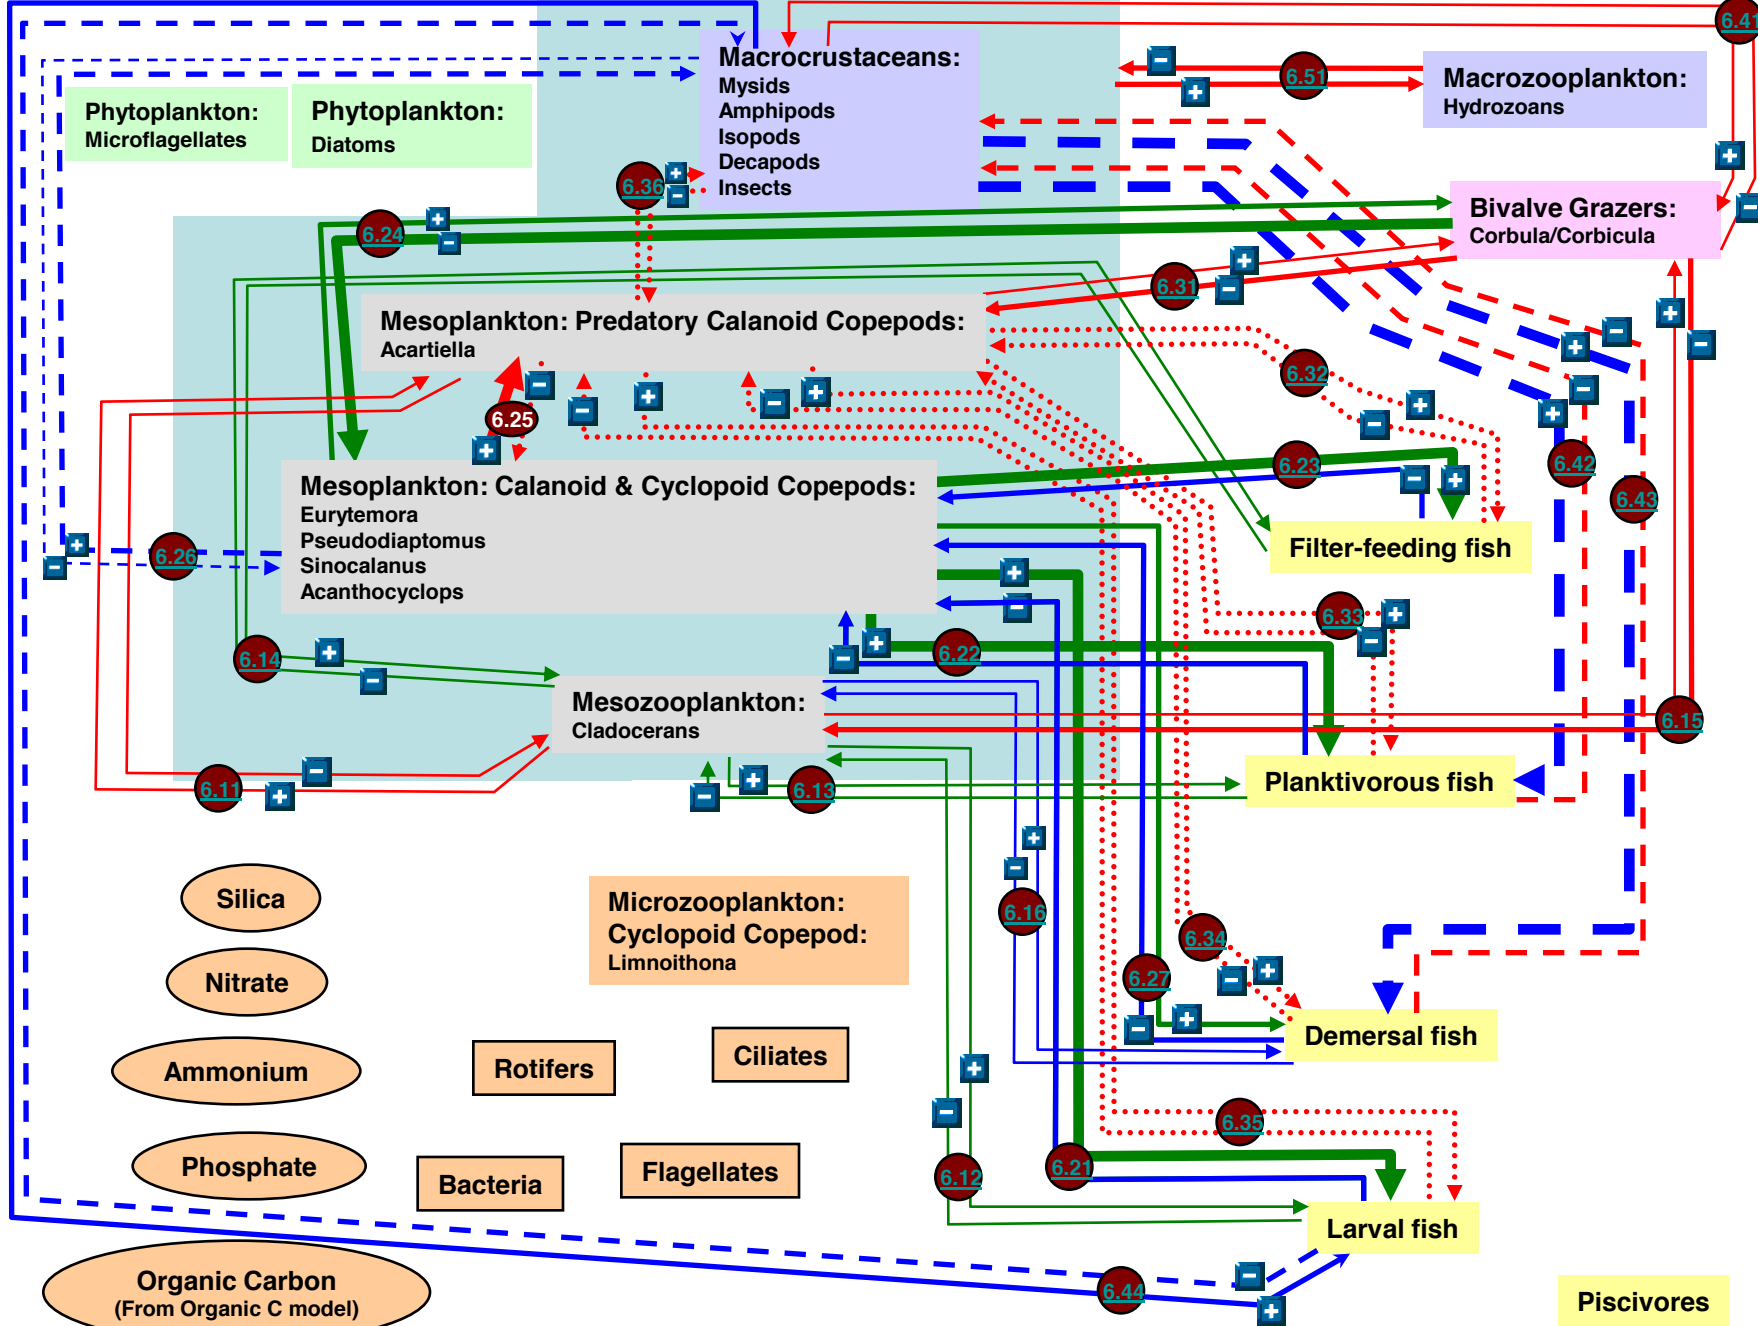 6.41
Macrocrustaceans:
Mysids
Amphipods
Isopods
Decapods
Insects
−
+
6.51
Macrozooplankton:
Hydrozoans
Phytoplankton:
Microflagellates
Phytoplankton:
Diatoms
+
−
6.36
+
−
6.24
+
−
Bivalve Grazers:
Corbula/Corbicula
6.31
+
−
Mesoplankton: Predatory Calanoid Copepods:
Acartiella
+
−
+
−
6.32
+
−
−
−
+
−
+
6.25
+
−
+
6.42
6.43
Mesoplankton: Calanoid & Cyclopoid Copepods:
Eurytemora
Pseudodiaptomus
Sinocalanus
Acanthocyclops
6.23
−
+
Filter-feeding fish
+
−
6.26
+
−
6.33
+
−
6.14
+
−
−
+
6.22
Mesozooplankton:
Cladocerans
6.15
6.11
−
+
−
+
6.13
Planktivorous fish
+
−
6.16
Silica
Nitrate
Ammonium
Phosphate
Organic Carbon
(From Organic C model)
Microzooplankton:
Cyclopoid Copepod:
Limnoithona
Rotifers
Ciliates
Bacteria
Flagellates
6.34
+
−
6.27
−
+
Demersal fish
+
−
6.35
6.12
6.21
Larval fish
6.44
−
+
Piscivores